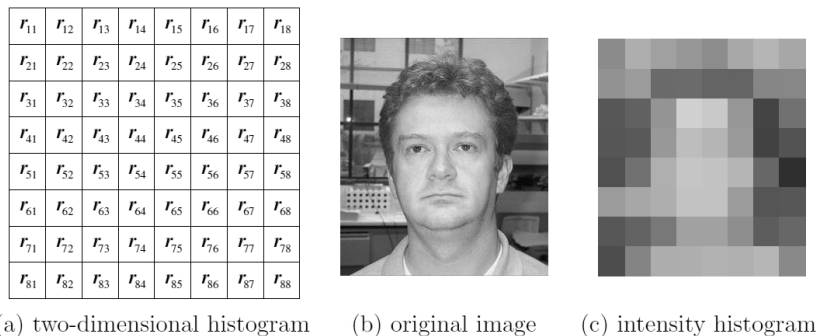 r11 r12 r13 r14 r15 r16 r17 r18
r21 r22 r23 r24 r25 r26 r27 r28
r31 r32 r33 r34 r35 r36 r37 r38
r41 r42 r43 r44 r45 r46 r47 r48
r51 r52 r53 r54 r55 r56 r57 r58
r61 r62 r63 r64 r65 r66 r67 r68
r71 r72 r73 r74 r75 r76 r77 r78
r81 r82 r83 r84 r85 r86 r87 r88
a) two-dimensional histogram (b) original image (c) intensity histogram